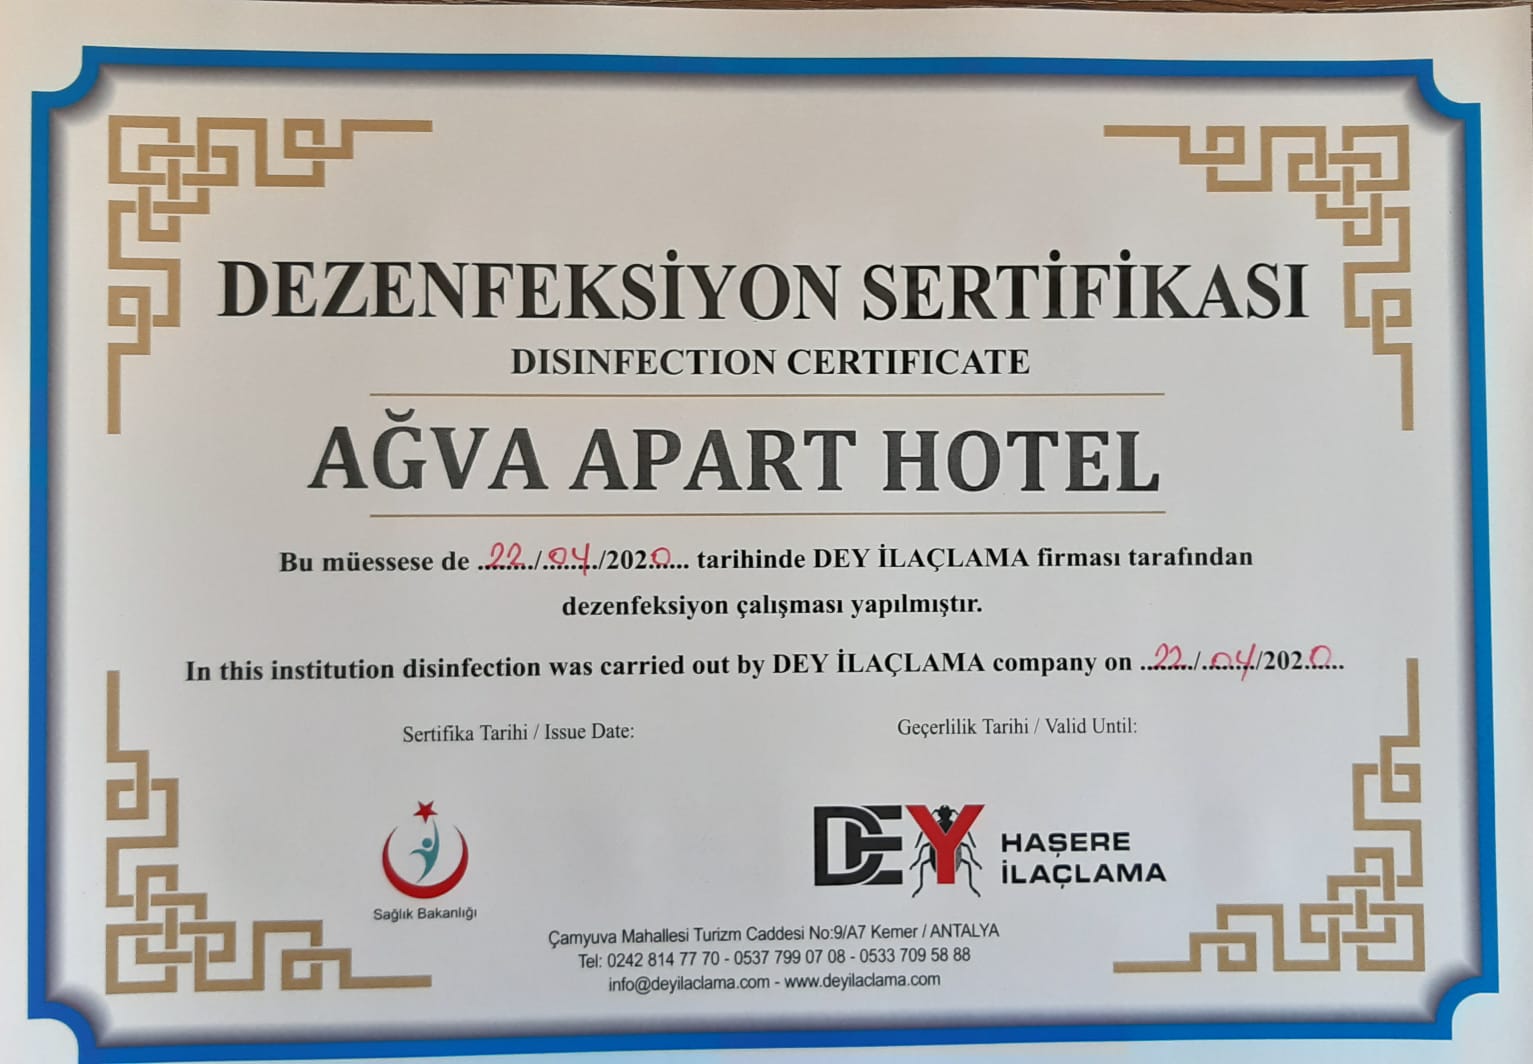 DEZENFEKSİYON SERTİFİKASI
DISINFECTION CERTIFICATE
AĞVA APART HOTEL
Bu müessese de ..22../..04../2020... tarihinde DEY İLAÇLAMA firması tarafından
dezenfeksiyon çalışması yapılmıştır.
In this institution disinfection was carried out by DEY İLAÇLAMA company on ..22../..04../2020...
Sertifika Tarihi / Issue Date:
Geçerlilik Tarihi / Valid Until:
Sağlık Bakanlığı
DEY HAŞERE
İLAÇLAMA
Çamyuva Mahallesi Turizm Caddesi No:9/A7 Kemer / ANTALYA
Tel: 0242 814 77 70 - 0537 799 07 08 - 0533 709 58 88
info@deyilaclama.com - www.deyilaclama.com